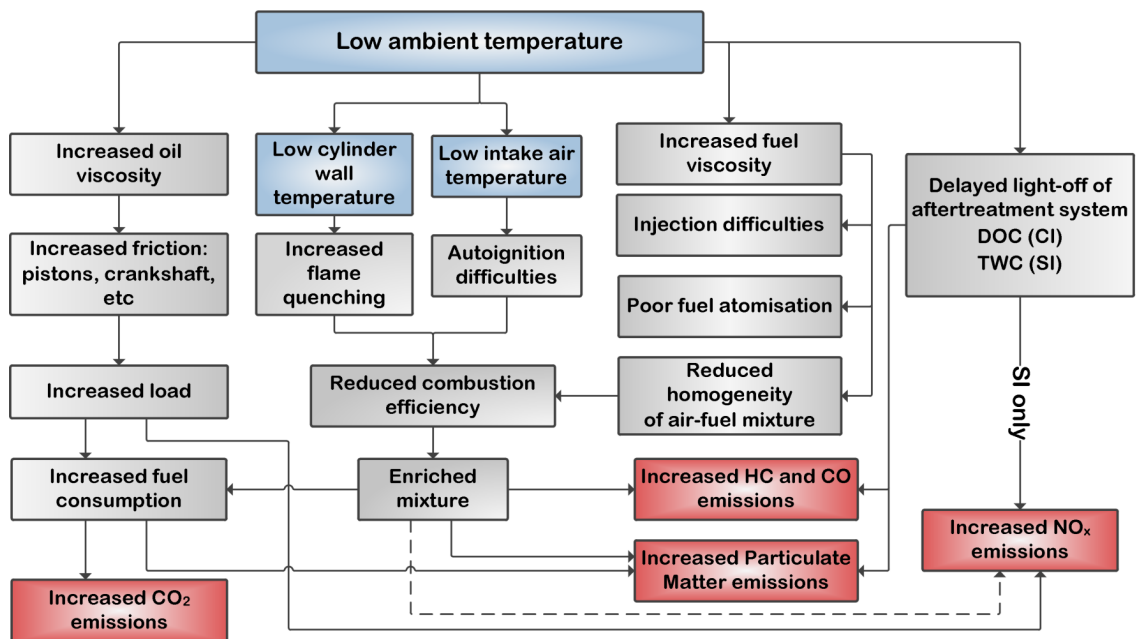 Low ambient temperature
Increased oil
viscosity
Low cylinder
wall
temperature
Low intake air
temperature
Increased fuel
viscosity
Delayed light-off of
aftertreatment system
DOC (CI)
TWC (SI)
Injection difficulties
Increased friction:
pistons, crankshaft,
etc
Increased
flame
quenching
Autoignition
difficulties
Poor fuel atomisation
Increased load
Reduced combustion
efficiency
Reduced
homogeneity
of air-fuel mixture
SI only
Increased fuel
consumption
Enriched
mixture
Increased HC and CO
emissions
Increased NOₓ
emissions
Increased Particulate
Matter emissions
Increased CO₂
emissions